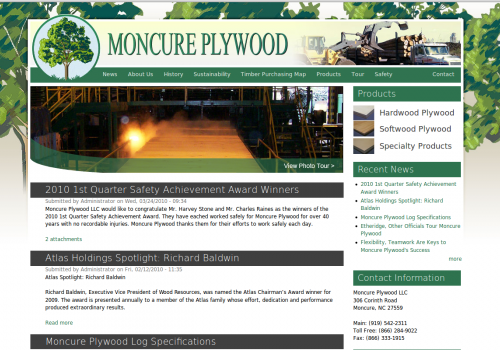 MONCURE PLYWOOD
News About Us History Sustainability Timber Purchasing Map Products Tour Safety Contact
View Photo Tour >
2010 1st Quarter Safety Achievement Award Winners
Submitted by Administrator on Wed, 03/24/2010 - 09:34
Moncure Plywood LLC would like to congratulate Mr. Harvey Stone and Mr. Charles Raines as the winners of the
2010 1st Quarter Safety Achievement Award. They have eached worked safely for Moncure Plywood for over 40
years with no recordable injuries. Moncure Plywood thanks them for their efforts to work safely each day.
2 attachments
Atlas Holdings Spotlight: Richard Baldwin
Submitted by Administrator on Fri, 02/12/2010 - 11:35
Atlas Spotlight: Richard Baldwin
Richard Baldwin, Executive Vice President of Wood Resources, was named the Atlas Chairman's Award winner for
2009. The award is presented annually to a member of the Atlas family whose effort, dedication and performance
produced extraordinary results.
Read more
Moncure Plywood Log Specifications
Products
Hardwood Plywood
Softwood Plywood
Specialty Products
Recent News
2010 1st Quarter Safety Achievement
Award Winners
Atlas Holdings Spotlight: Richard
Baldwin
Moncure Plywood Log Specifications
Etheridge, Other Officials Tour Moncure
Plywood
Flexibility, Teamwork Are Keys to
Moncure Plywood's Success
more
Contact Information
Moncure Plywood LLC
306 Corinth Road
Moncure, NC 27559
Main: (919) 542-2311
Toll Free: (866) 284-9022
Fax: (866) 333-1915